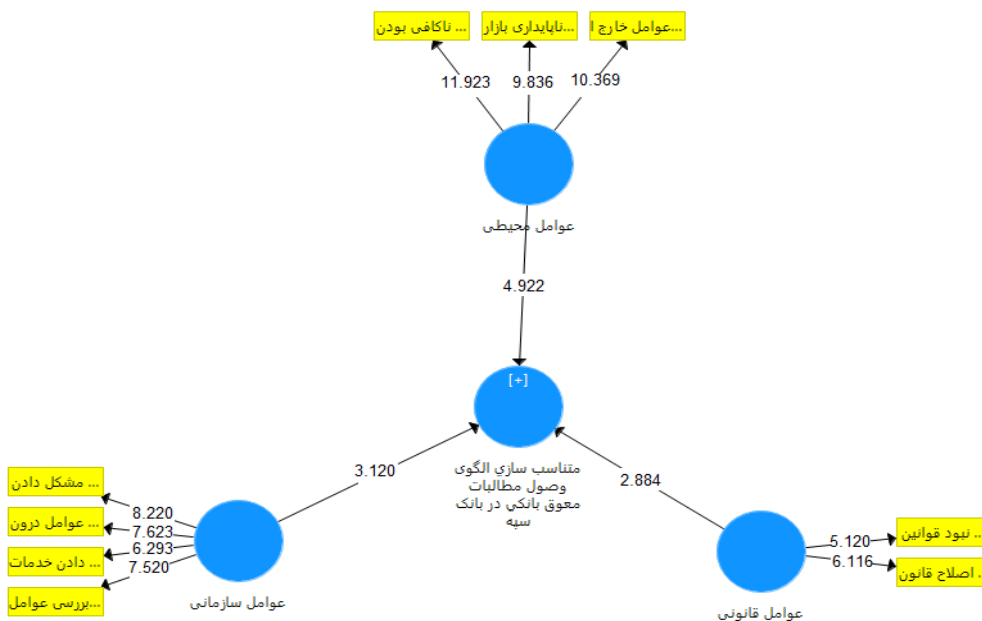 ناکافی بودن ...
ناپایداری بازار...
عوامل خارج ا...
11.923
9.836
10.369
عوامل محیطی
4.922
[+]
متناسب سازي الگوی
وصول مطالبات
معوق بانکي در بانک
سپه
3.120
2.884
مشکل دادن ...
عوامل درون ...
دادن خدمات ...
بررسی عوامل...
8.220
7.623
6.293
7.520
عوامل سازمانی
5.120
6.116
نبود قوانین ..
اصلاح قانون .
عوامل قانونی